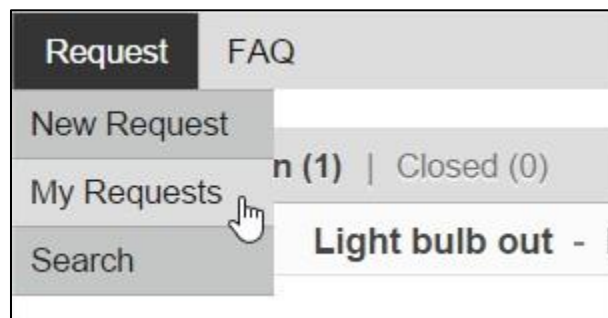 Request FAQ
New Request
n (1) | Closed (0)
My Requests
Light bulb out -
Search